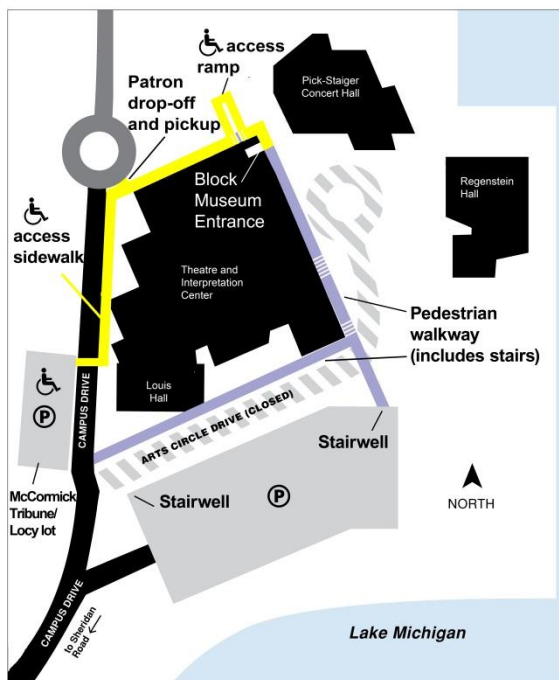 access
ramp
Patron
drop-off
and pickup
Pick-Staiger
Concert Hall
Block
Museum
Entrance
Regenstein
Hall
access
sidewalk
Theatre and
Interpretation
Center
Pedestrian
walkway
(includes stairs)
Louis
Hall
P
CAMPUS DRIVE
ARTS CIRCLE DRIVE (CLOSED)
Stairwell
Stairwell
P
McCormick
Tribune/
Locy lot
NORTH
CAMPUS DRIVE
to Sheridan
Road
Lake Michigan